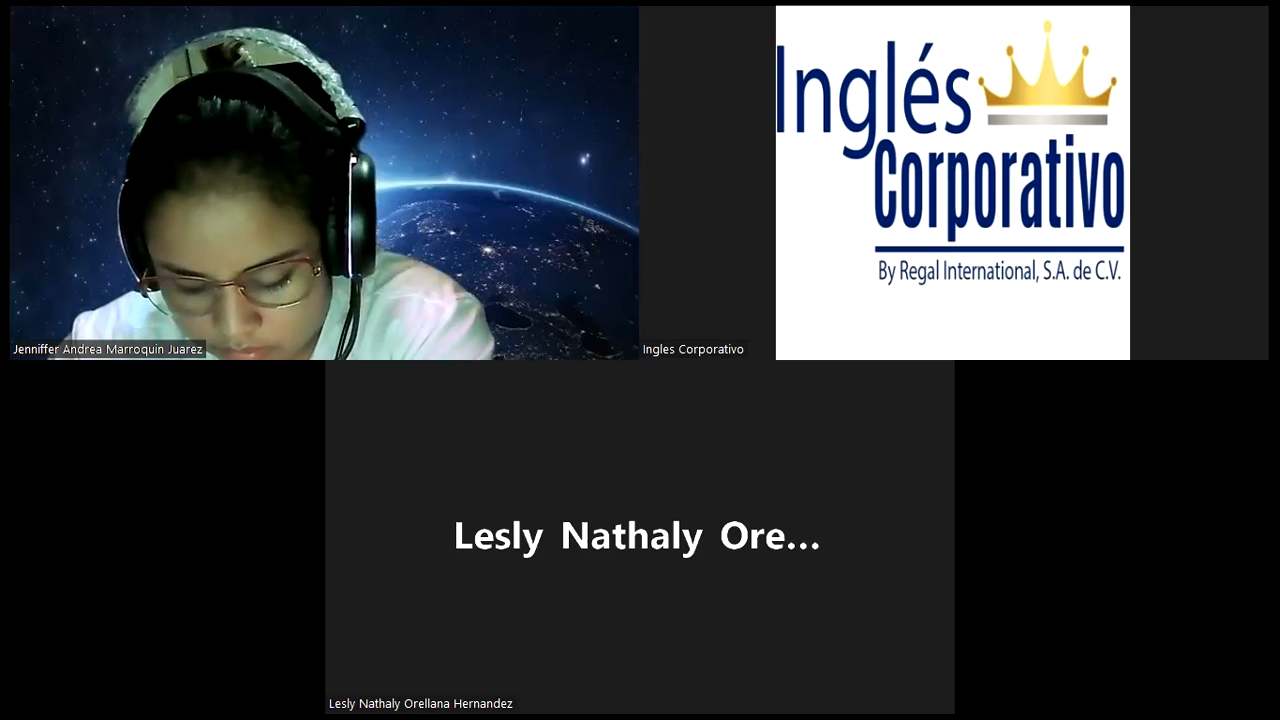 Inglés
Corporativo
By Regal International, S.A. de C.V.
Jenniffer Andrea Marroquin Juarez
Ingles Corporativo
Lesly Nathaly Ore...
Lesly Nathaly Orellana Hernandez